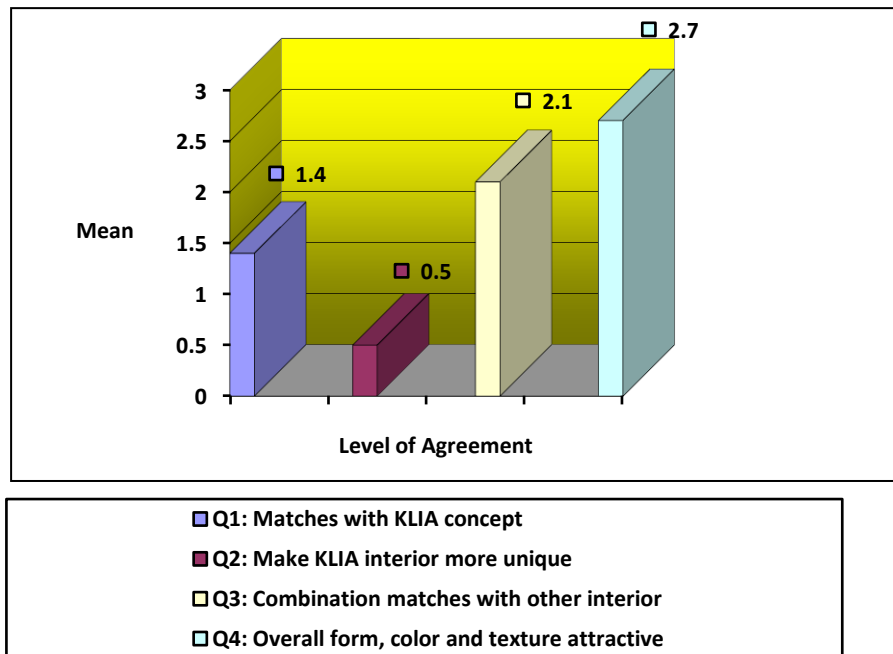 2.7
2.1
1.4
0.5
3
2.5
2
1.5
1
0.5
0
Mean
Level of Agreement
Q1: Matches with KLIA concept
Q2: Make KLIA interior more unique
Q3: Combination matches with other interior
Q4: Overall form, color and texture attractive